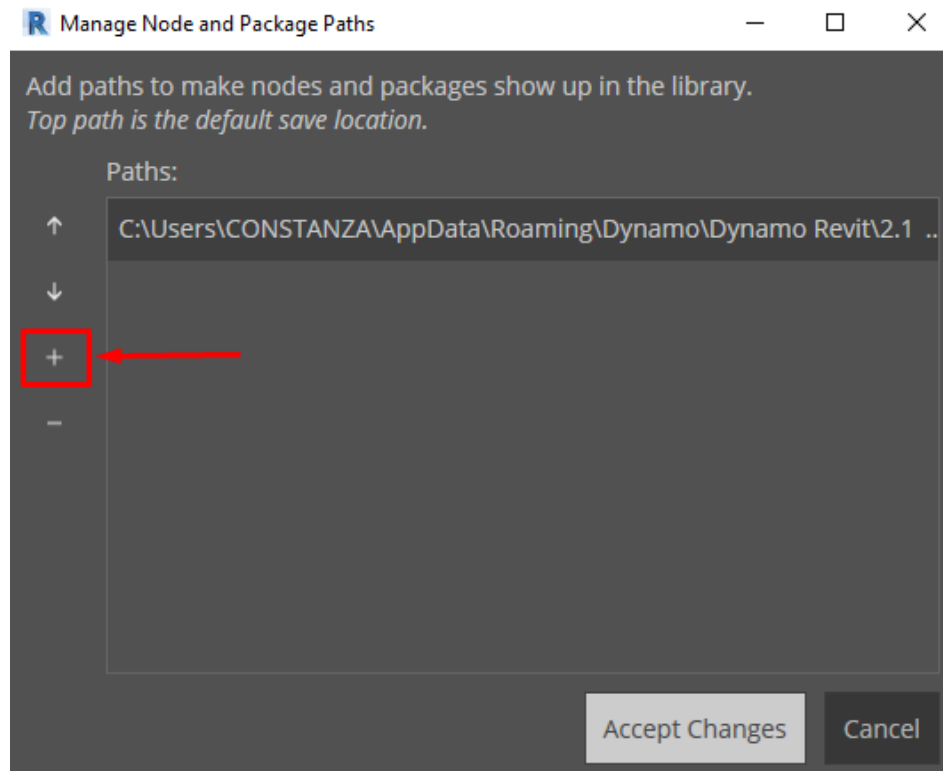 Manage Node and Package Paths
Add paths to make nodes and packages show up in the library.
Top path is the default save location.
Paths:
C:\Users\CONSTANZA\AppData\Roaming\Dynamo\Dynamo Revit\2.1 ..
Accept Changes
Cancel